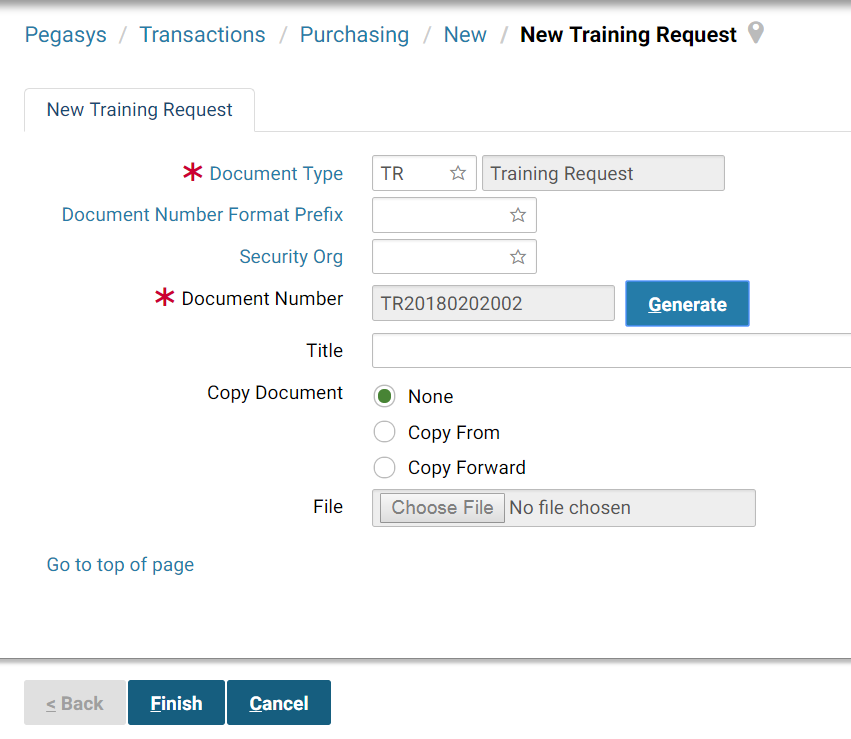 Pegasys / Transactions / Purchasing / New / New Training Request
New Training Request
* Document Type TR Training Request
Document Number Format Prefix
Security Org
* Document Number TR20180202002 Generate
Title
Copy Document None
Copy From
Copy Forward
File Choose File No file chosen
Go to top of page
< Back Finish Cancel